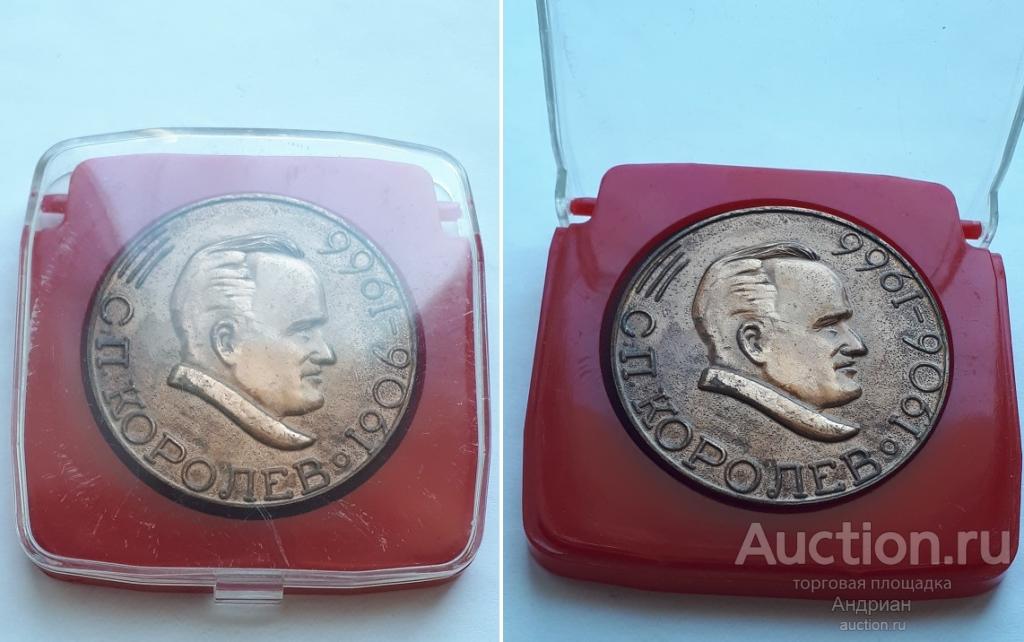 С.П.КОРОЛЕВ 1906-1966
С.П.КОРОЛЕВ 1906-1966
Auction.ru
торговая площадка
Андриан
auction.ru